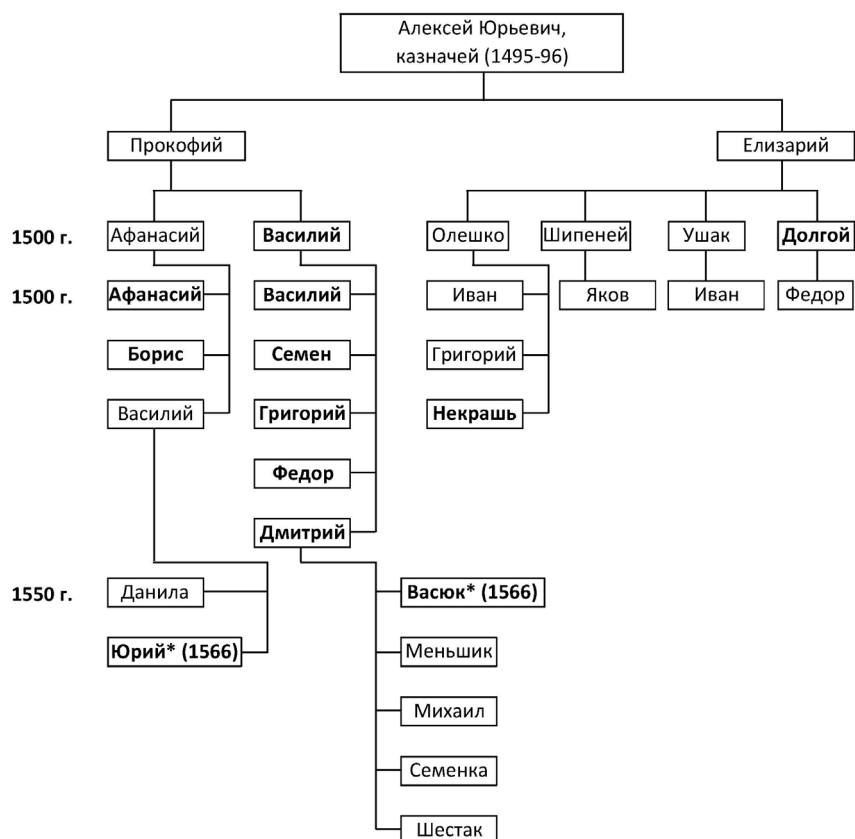 Алексей Юрьевич,
казначей (1495-96)
Прокофий
Елизарий
1500 г.
Афанасий
Василий
Олешко
Шипеней
Ушак
Долгой
1500 г.
Афанасий
Василий
Иван
Яков
Иван
Федор
Борис
Семен
Григорий
Василий
Григорий
Некрашь
Федор
Дмитрий
1550 г.
Данила
Васюк* (1566)
Юрий* (1566)
Меньшик
Михаил
Семенка
Шестак